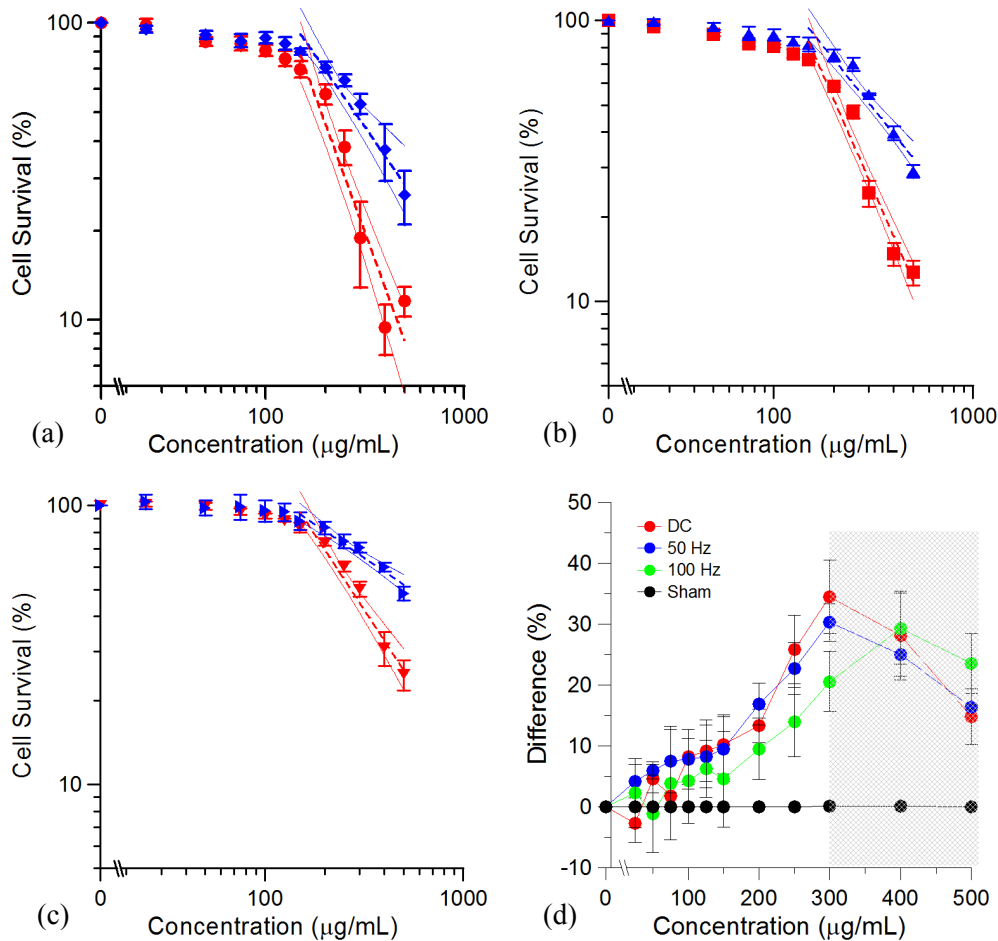 100
10
Cell Survival (%)
0
100
1000
Concentration (μg/mL)
(a)
100
10
Cell Survival (%)
0
100
1000
Concentration (μg/mL)
(b)
100
10
Cell Survival (%)
0
100
1000
Concentration (μg/mL)
(c)
50
40
30
20
10
0
-10
Difference (%)
DC
50 Hz
100 Hz
Sham
0
100
200
300
400
500
Concentration (μg/mL)
(d)